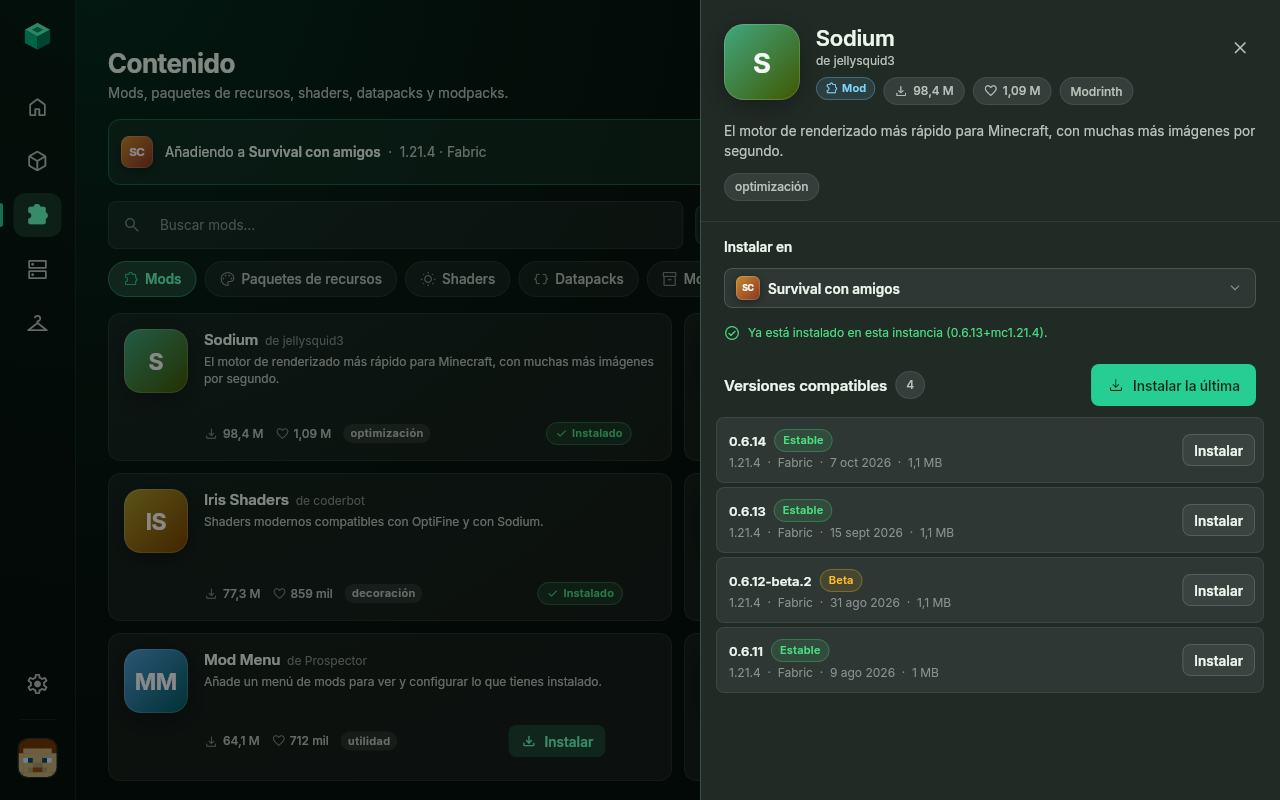 Contenido
Mods, paquetes de recursos, shaders, datapacks y modpacks.
SC Añadiendo a Survival con amigos · 1.21.4 · Fabric
Buscar mods...
Mods Paquetes de recursos Shaders Datapacks
S
Sodium de jellysquid3
El motor de renderizado más rápido para Minecraft, con muchas más imágenes
por segundo.
98,4 M 1,09 M optimización Instalado
IS
Iris Shaders de coderbot
Shaders modernos compatibles con OptiFine y con Sodium.
77,3 M 859 mil decoración Instalado
MM
Mod Menu de Prospector
Añade un menú de mods para ver y configurar lo que tienes instalado.
64,1 M 712 mil utilidad Instalar
S
Sodium
de jellysquid3
Mod 98,4 M 1,09 M Modrinth
El motor de renderizado más rápido para Minecraft, con muchas más imágenes por
segundo.
optimización
Instalar en
SC Survival con amigos
Ya está instalado en esta instancia (0.6.13+mc1.21.4).
Versiones compatibles 4 Instalar la última
0.6.14 Estable
1.21.4 · Fabric · 7 oct 2026 · 1,1 MB Instalar
0.6.13 Estable
1.21.4 · Fabric · 15 sept 2026 · 1,1 MB Instalar
0.6.12-beta.2 Beta
1.21.4 · Fabric · 31 ago 2026 · 1,1 MB Instalar
0.6.11 Estable
1.21.4 · Fabric · 9 ago 2026 · 1 MB Instalar